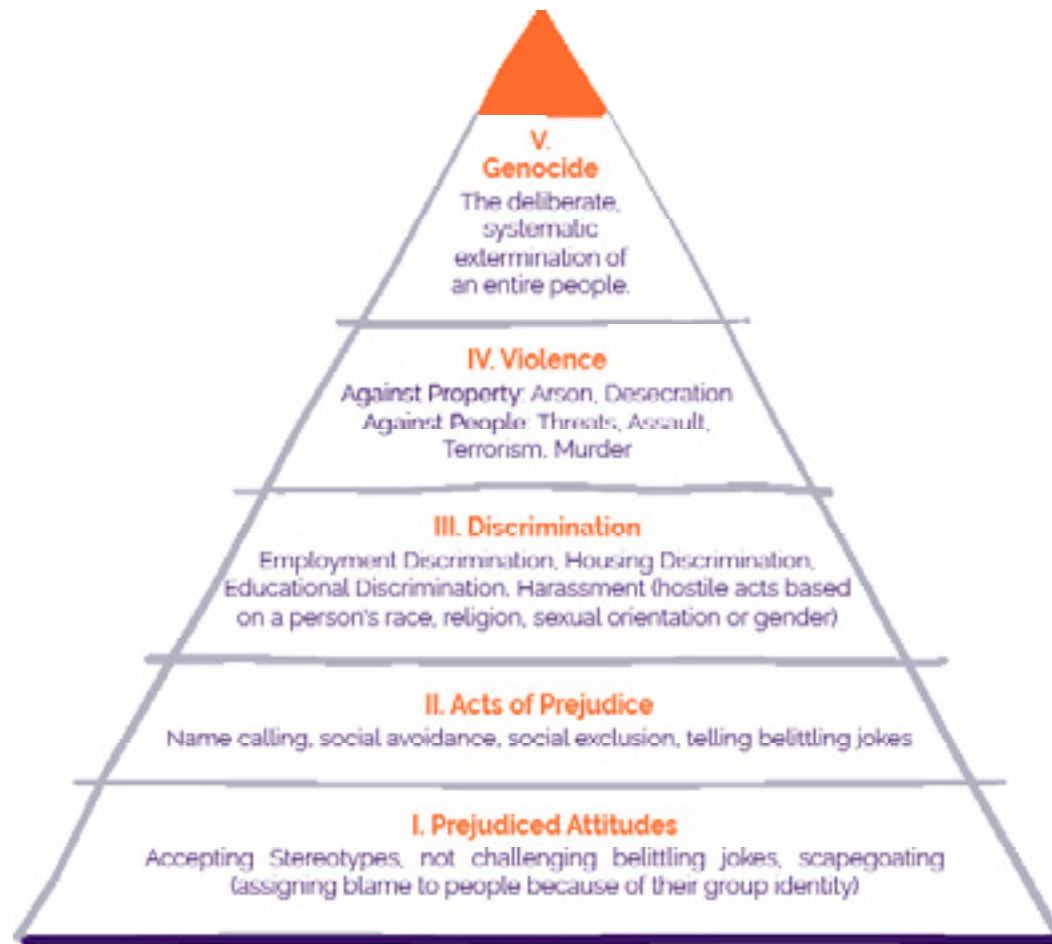 V.
Genocide
The deliberate,
systematic
extermination of
an entire people.
IV. Violence
Against Property: Arson, Desecration
Against People: Threats, Assault,
Terrorism, Murder
III. Discrimination
Employment Discrimination, Housing Discrimination,
Educational Discrimination, Harassment (hostile acts based
on a person's race, religion, sexual orientation or gender)
II. Acts of Prejudice
Name calling, social avoidance, social exclusion, telling belittling jokes
I. Prejudiced Attitudes
Accepting Stereotypes, not challenging belittling jokes, scapegoating
(assigning blame to people because of their group identity)